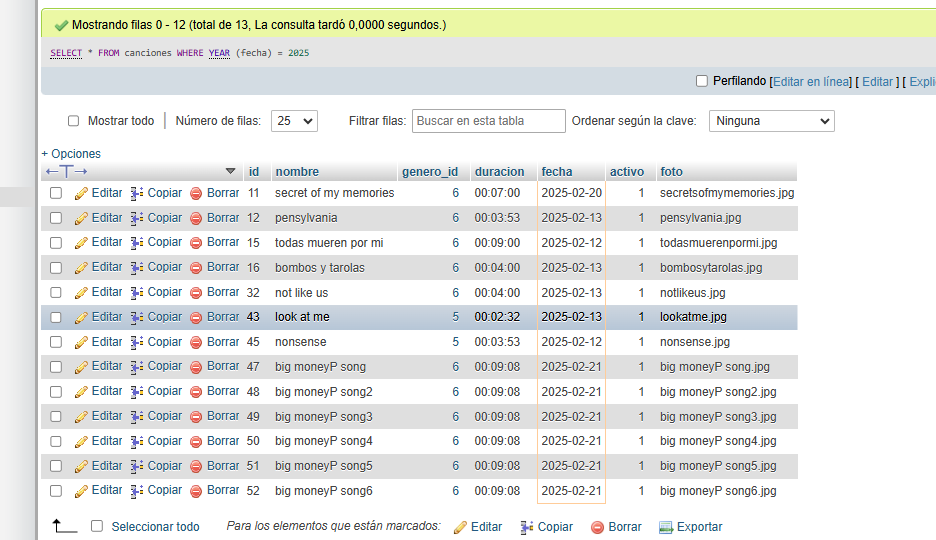 Mostrando filas 0 - 12 (total de 13, La consulta tardó 0,0000 segundos.)
SELECT * FROM canciones WHERE YEAR (fecha) = 2025
Perfilando [Editar en línea] [ Editar ] [
Mostrar todo Número de filas: 25 Filtrar filas: Buscar en esta tabla Ordenar según la clave: Ninguna
+ Opciones
←T→ id nombre genero_id duracion fecha activo foto
Editar Copiar Borrar 11 secret of my memories 6 00:07:00 2025-02-20 1 secretsofmymemories.jpg
Editar Copiar Borrar 12 pensylvania 6 00:03:53 2025-02-13 1 pensylvania.jpg
Editar Copiar Borrar 15 todas mueren por mi 6 00:09:00 2025-02-12 1 todasmuerenpormi.jpg
Editar Copiar Borrar 16 bombos y tarolas 6 00:04:00 2025-02-13 1 bombosytarolas.jpg
Editar Copiar Borrar 32 not like us 6 00:04:00 2025-02-13 1 notlikeus.jpg
Editar Copiar Borrar 43 look at me 5 00:02:32 2025-02-13 1 lookatme.jpg
Editar Copiar Borrar 45 nonsense 5 00:03:53 2025-02-12 1 nonsense.jpg
Editar Copiar Borrar 47 big moneyP song 6 00:09:08 2025-02-21 1 big moneyP song.jpg
Editar Copiar Borrar 48 big moneyP song2 6 00:09:08 2025-02-21 1 big moneyP song2.jpg
Editar Copiar Borrar 49 big moneyP song3 6 00:09:08 2025-02-21 1 big moneyP song3.jpg
Editar Copiar Borrar 50 big moneyP song4 6 00:09:08 2025-02-21 1 big moneyP song4.jpg
Editar Copiar Borrar 51 big moneyP song5 6 00:09:08 2025-02-21 1 big moneyP song5.jpg
Editar Copiar Borrar 52 big moneyP song6 6 00:09:08 2025-02-21 1 big moneyP song6.jpg
Seleccionar todo Para los elementos que están marcados: Editar Copiar Borrar Exportar